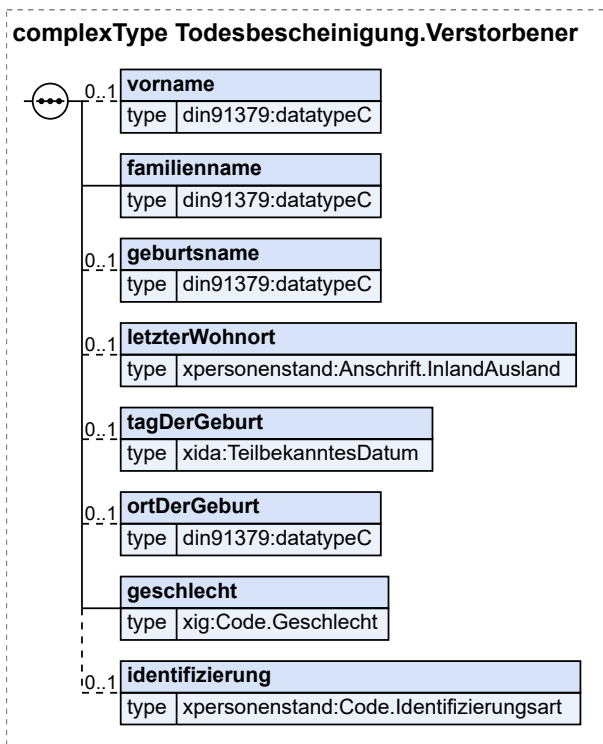 complexType Todesbescheinigung.Verstorbener
0..1 vorname
type din91379:datatypeC
familienname
type din91379:datatypeC
0..1 geburtsname
type din91379:datatypeC
0..1 letzterWohnort
type xpersonenstand:Anschrift.InlandAusland
0..1 tagDerGeburt
type xida:TeilbekanntesDatum
0..1 ortDerGeburt
type din91379:datatypeC
geschlecht
type xig:Code.Geschlecht
0..1 identifizierung
type xpersonenstand:Code.Identifizierungsart